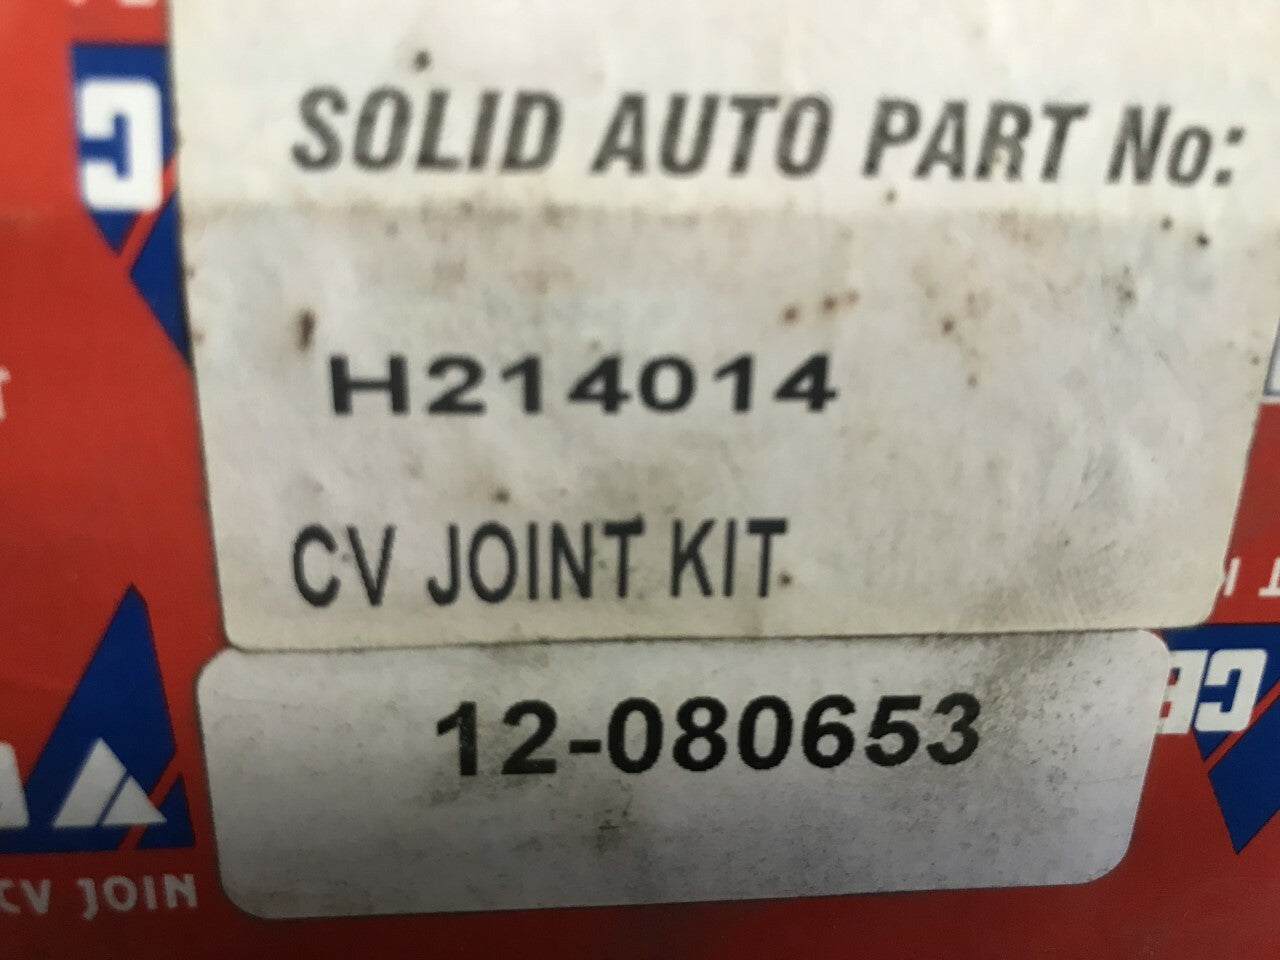 SOLID AUTO PART No:
H214014
CV JOINT KIT
12-080653
CV JOIN